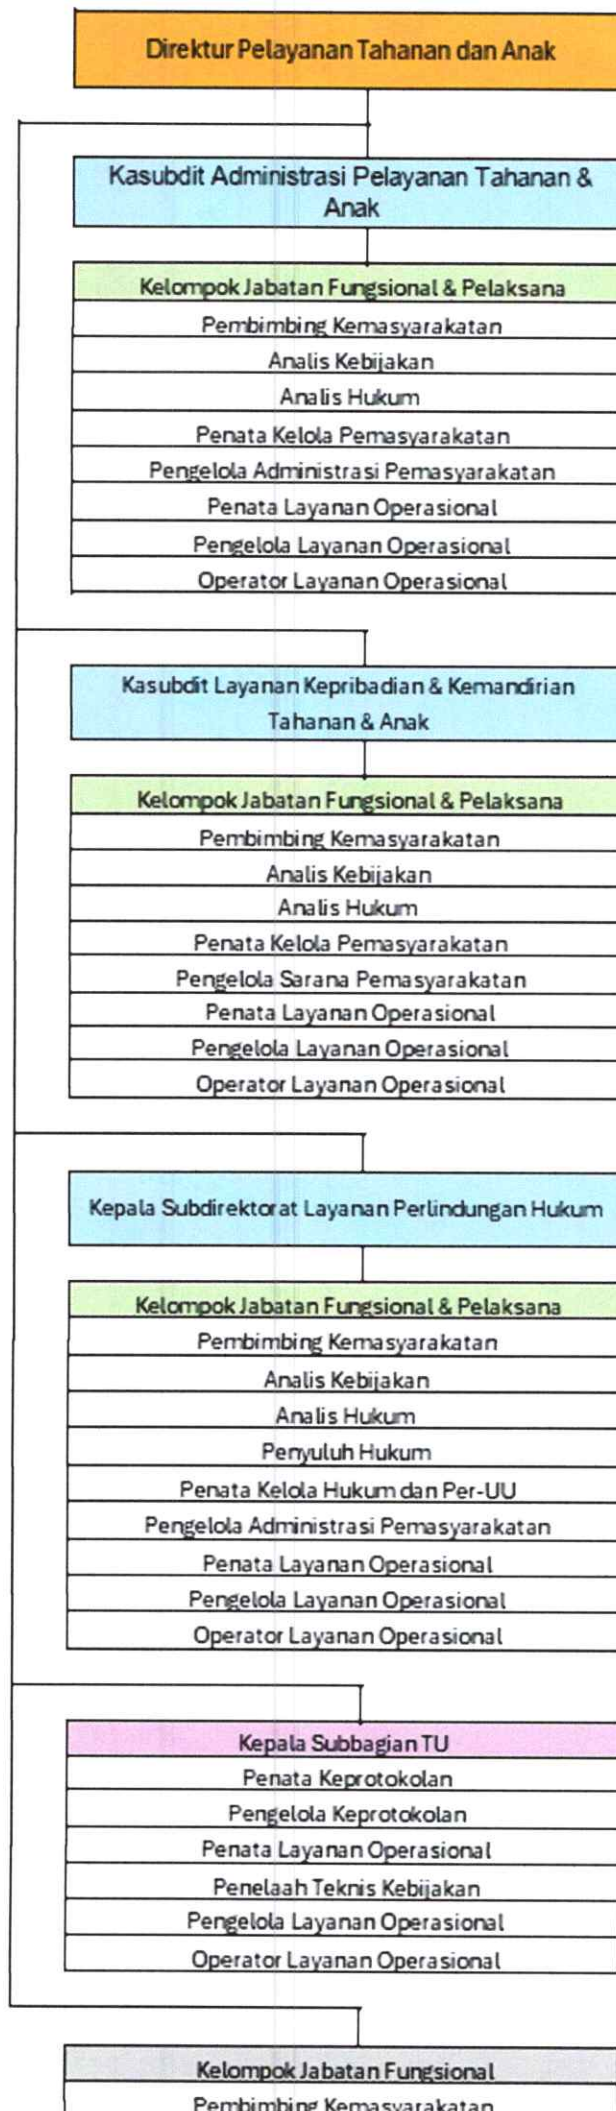 Direktur Pelayanan Tahanan dan Anak
Kasubdit Administrasi Pelayanan Tahanan &
Anak
Kelompok Jabatan Fungsional & Pelaksana
Pembimbing Kemasyarakatan
Analis Kebijakan
Analis Hukum
Penata Kelola Pemasyarakatan
Pengelola Administrasi Pemasyarakatan
Penata Layanan Operasional
Pengelola Layanan Operasional
Operator Layanan Operasional
Kasubdit Layanan Kepribadian & Kemandirian
Tahanan & Anak
Kelompok Jabatan Fungsional & Pelaksana
Pembimbing Kemasyarakatan
Analis Kebijakan
Analis Hukum
Penata Kelola Pemasyarakatan
Pengelola Sarana Pemasyarakatan
Penata Layanan Operasional
Pengelola Layanan Operasional
Operator Layanan Operasional
Kepala Subdirektorat Layanan Perlindungan Hukum
Kelompok Jabatan Fungsional & Pelaksana
Pembimbing Kemasyarakatan
Analis Kebijakan
Analis Hukum
Penyuluh Hukum
Penata Kelola Hukum dan Per-UU
Pengelola Administrasi Pemasyarakatan
Penata Layanan Operasional
Pengelola Layanan Operasional
Operator Layanan Operasional
Kepala Subbagian TU
Penata Keprotokolan
Pengelola Keprotokolan
Penata Layanan Operasional
Penelaah Teknis Kebijakan
Pengelola Layanan Operasional
Operator Layanan Operasional
Kelompok Jabatan Fungsional
Pembimbing Kemasyarakatan